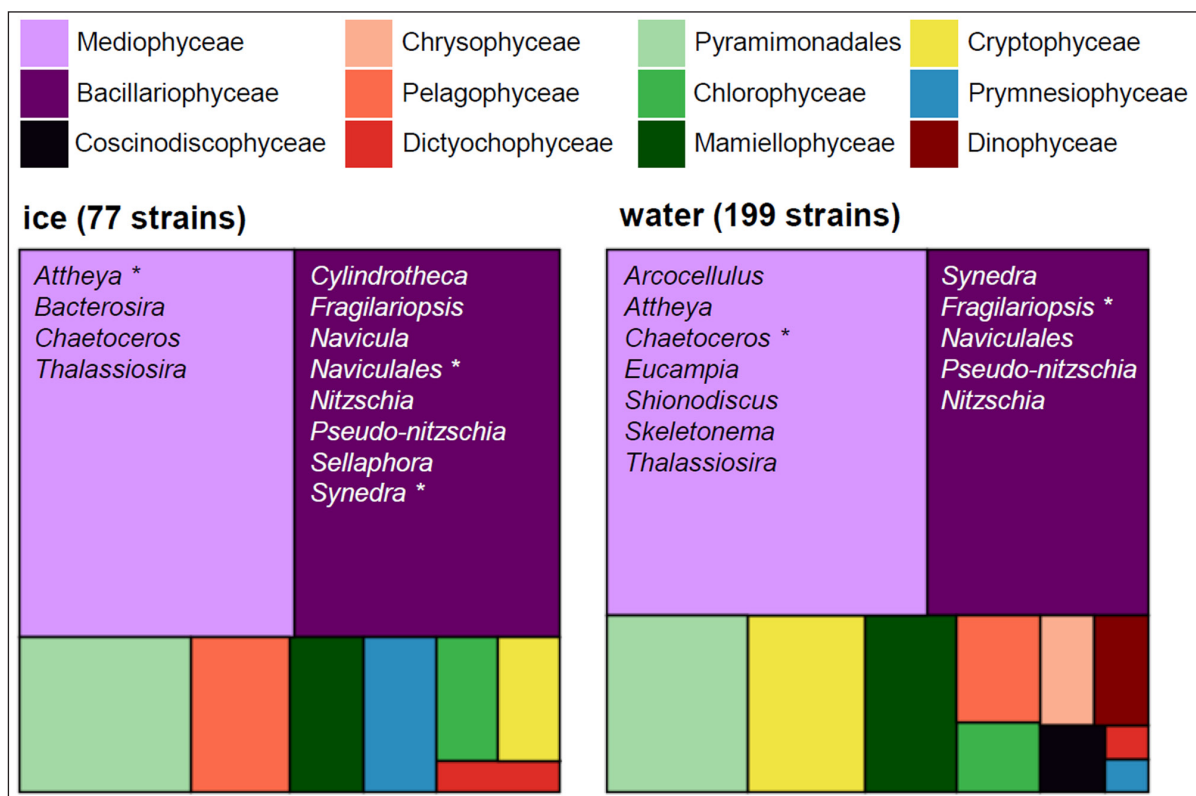 Mediophyceae
Chrysophyceae
Pyramimonadales
Cryptophyceae
Bacillariophyceae
Pelagophyceae
Chlorophyceae
Prymnesiophyceae
Coscinodiscophyceae
Dictyochophyceae
Mamiellophyceae
Dinophyceae
ice (77 strains)
Attheya *
Bacterosira
Chaetoceros
Thalassiosira
Cylindrotheca
Fragilariopsis
Navicula
Naviculales *
Nitzschia
Pseudo-nitzschia
Sellaphora
Synedra *
water (199 strains)
Arcocellulus
Attheya
Chaetoceros *
Eucampia
Shionodiscus
Skeletonema
Thalassiosira
Synedra
Fragilariopsis *
Naviculales
Pseudo-nitzschia
Nitzschia